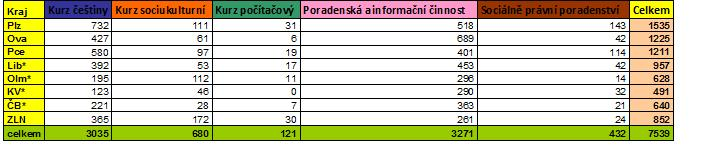 Kraj Kurz češtiny Kurz sociukulturní Kurz počítačový Poradenská a informační činnost Sociálně právní poradenství Celkem
Plz 732 111 31 518 143 1535
Ova 427 61 6 689 42 1225
Pce 580 97 19 401 114 1211
Lib* 392 53 17 453 42 957
Olm* 195 112 11 296 14 628
KV* 123 46 0 290 32 491
ČB* 221 28 7 363 21 640
ZLN 365 172 30 261 24 852
celkem 3035 680 121 3271 432 7539